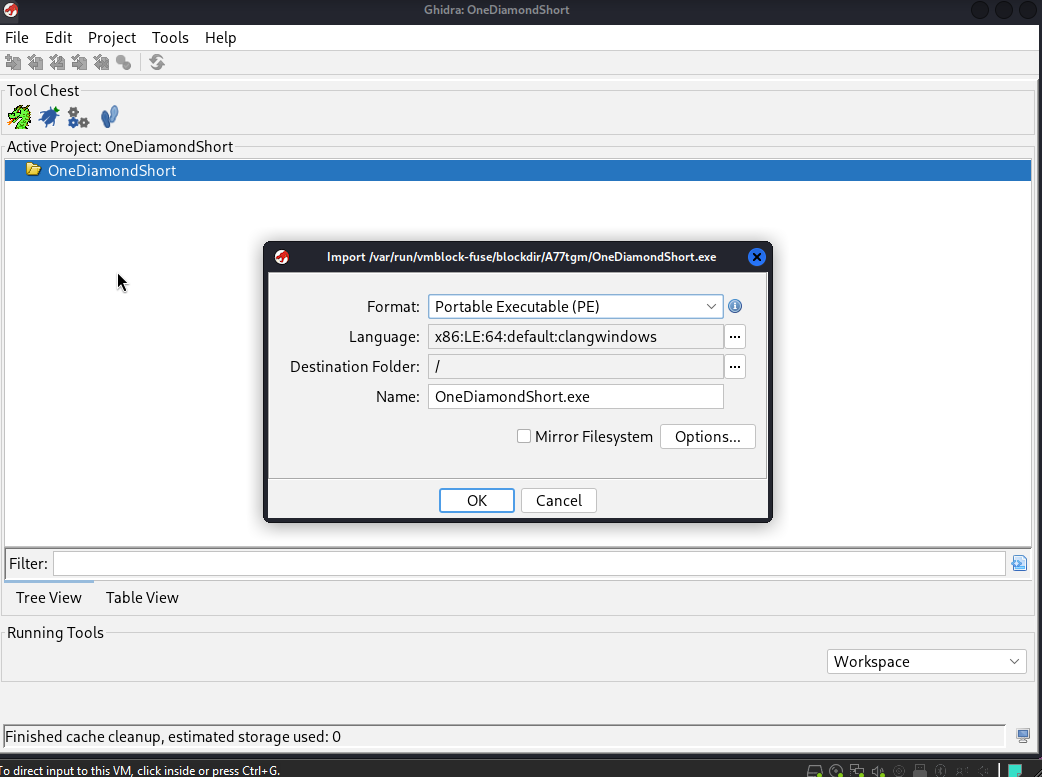 Ghidra: OneDiamondShort
File Edit Project Tools Help
Tool Chest
Active Project: OneDiamondShort
OneDiamondShort
Import /var/run/vmblock-fuse/blockdir/A77tgm/OneDiamondShort.exe
Format: Portable Executable (PE)
Language: x86:LE:64:default:clangwindows ...
Destination Folder: / ...
Name: OneDiamondShort.exe
Mirror Filesystem Options...
OK Cancel
Filter:
Tree View Table View
Running Tools
Workspace
Finished cache cleanup, estimated storage used: 0
To direct input to this VM, click inside or press Ctrl+G.